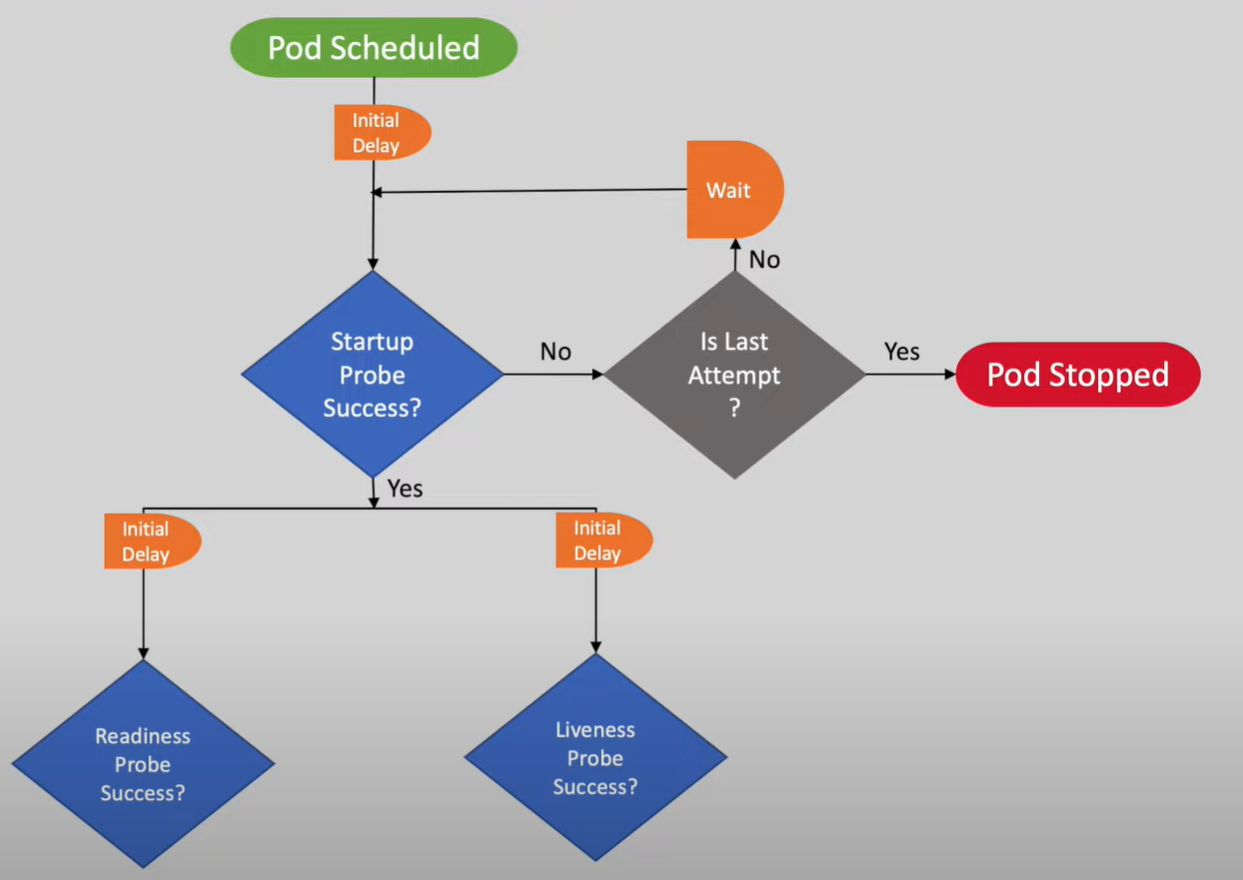 Pod Scheduled
Initial
Delay
Wait
No
Startup
Probe
Success?
No
Is Last
Attempt
?
Yes
Pod Stopped
Yes
Initial
Delay
Initial
Delay
Readiness
Probe
Success?
Liveness
Probe
Success?